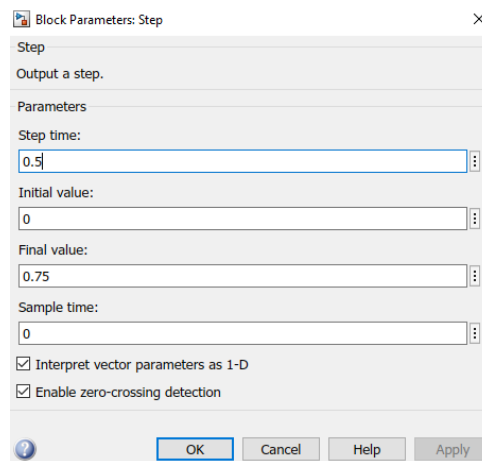 Block Parameters: Step
Step
Output a step.
Parameters
Step time:
0.5
Initial value:
0
Final value:
0.75
Sample time:
0
Interpret vector parameters as 1-D
Enable zero-crossing detection
? OK Cancel Help Apply